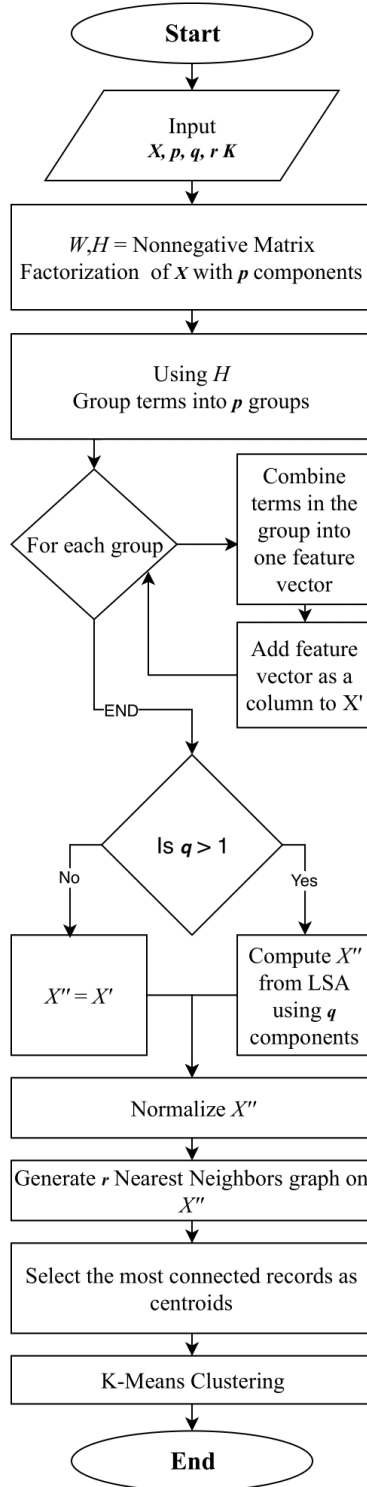 Start
Input
X, p, q, r K
W,H = Nonnegative Matrix
Factorization of X with p components
Using H
Group terms into p groups
For each group
Combine
terms in the
group into
one feature
vector
Add feature
vector as a
column to X'
END
Is q > 1
No
Yes
X'' = X'
Compute X''
from LSA
using q
components
Normalize X''
Generate r Nearest Neighbors graph on
X''
Select the most connected records as
centroids
K-Means Clustering
End